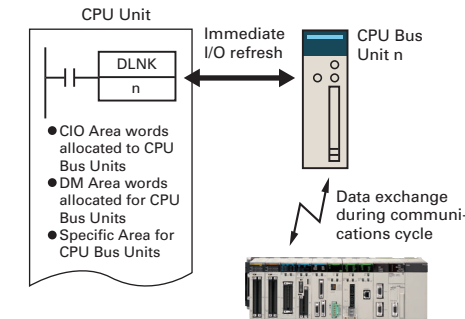 CPU Unit
DLNK
n
● CIO Area words
allocated to CPU
Bus Units
● DM Area words
allocated for CPU
Bus Units
● Specific Area for
CPU Bus Units
Immediate
I/O refresh
CPU Bus
Unit n
Data exchange
during communi-
cations cycle